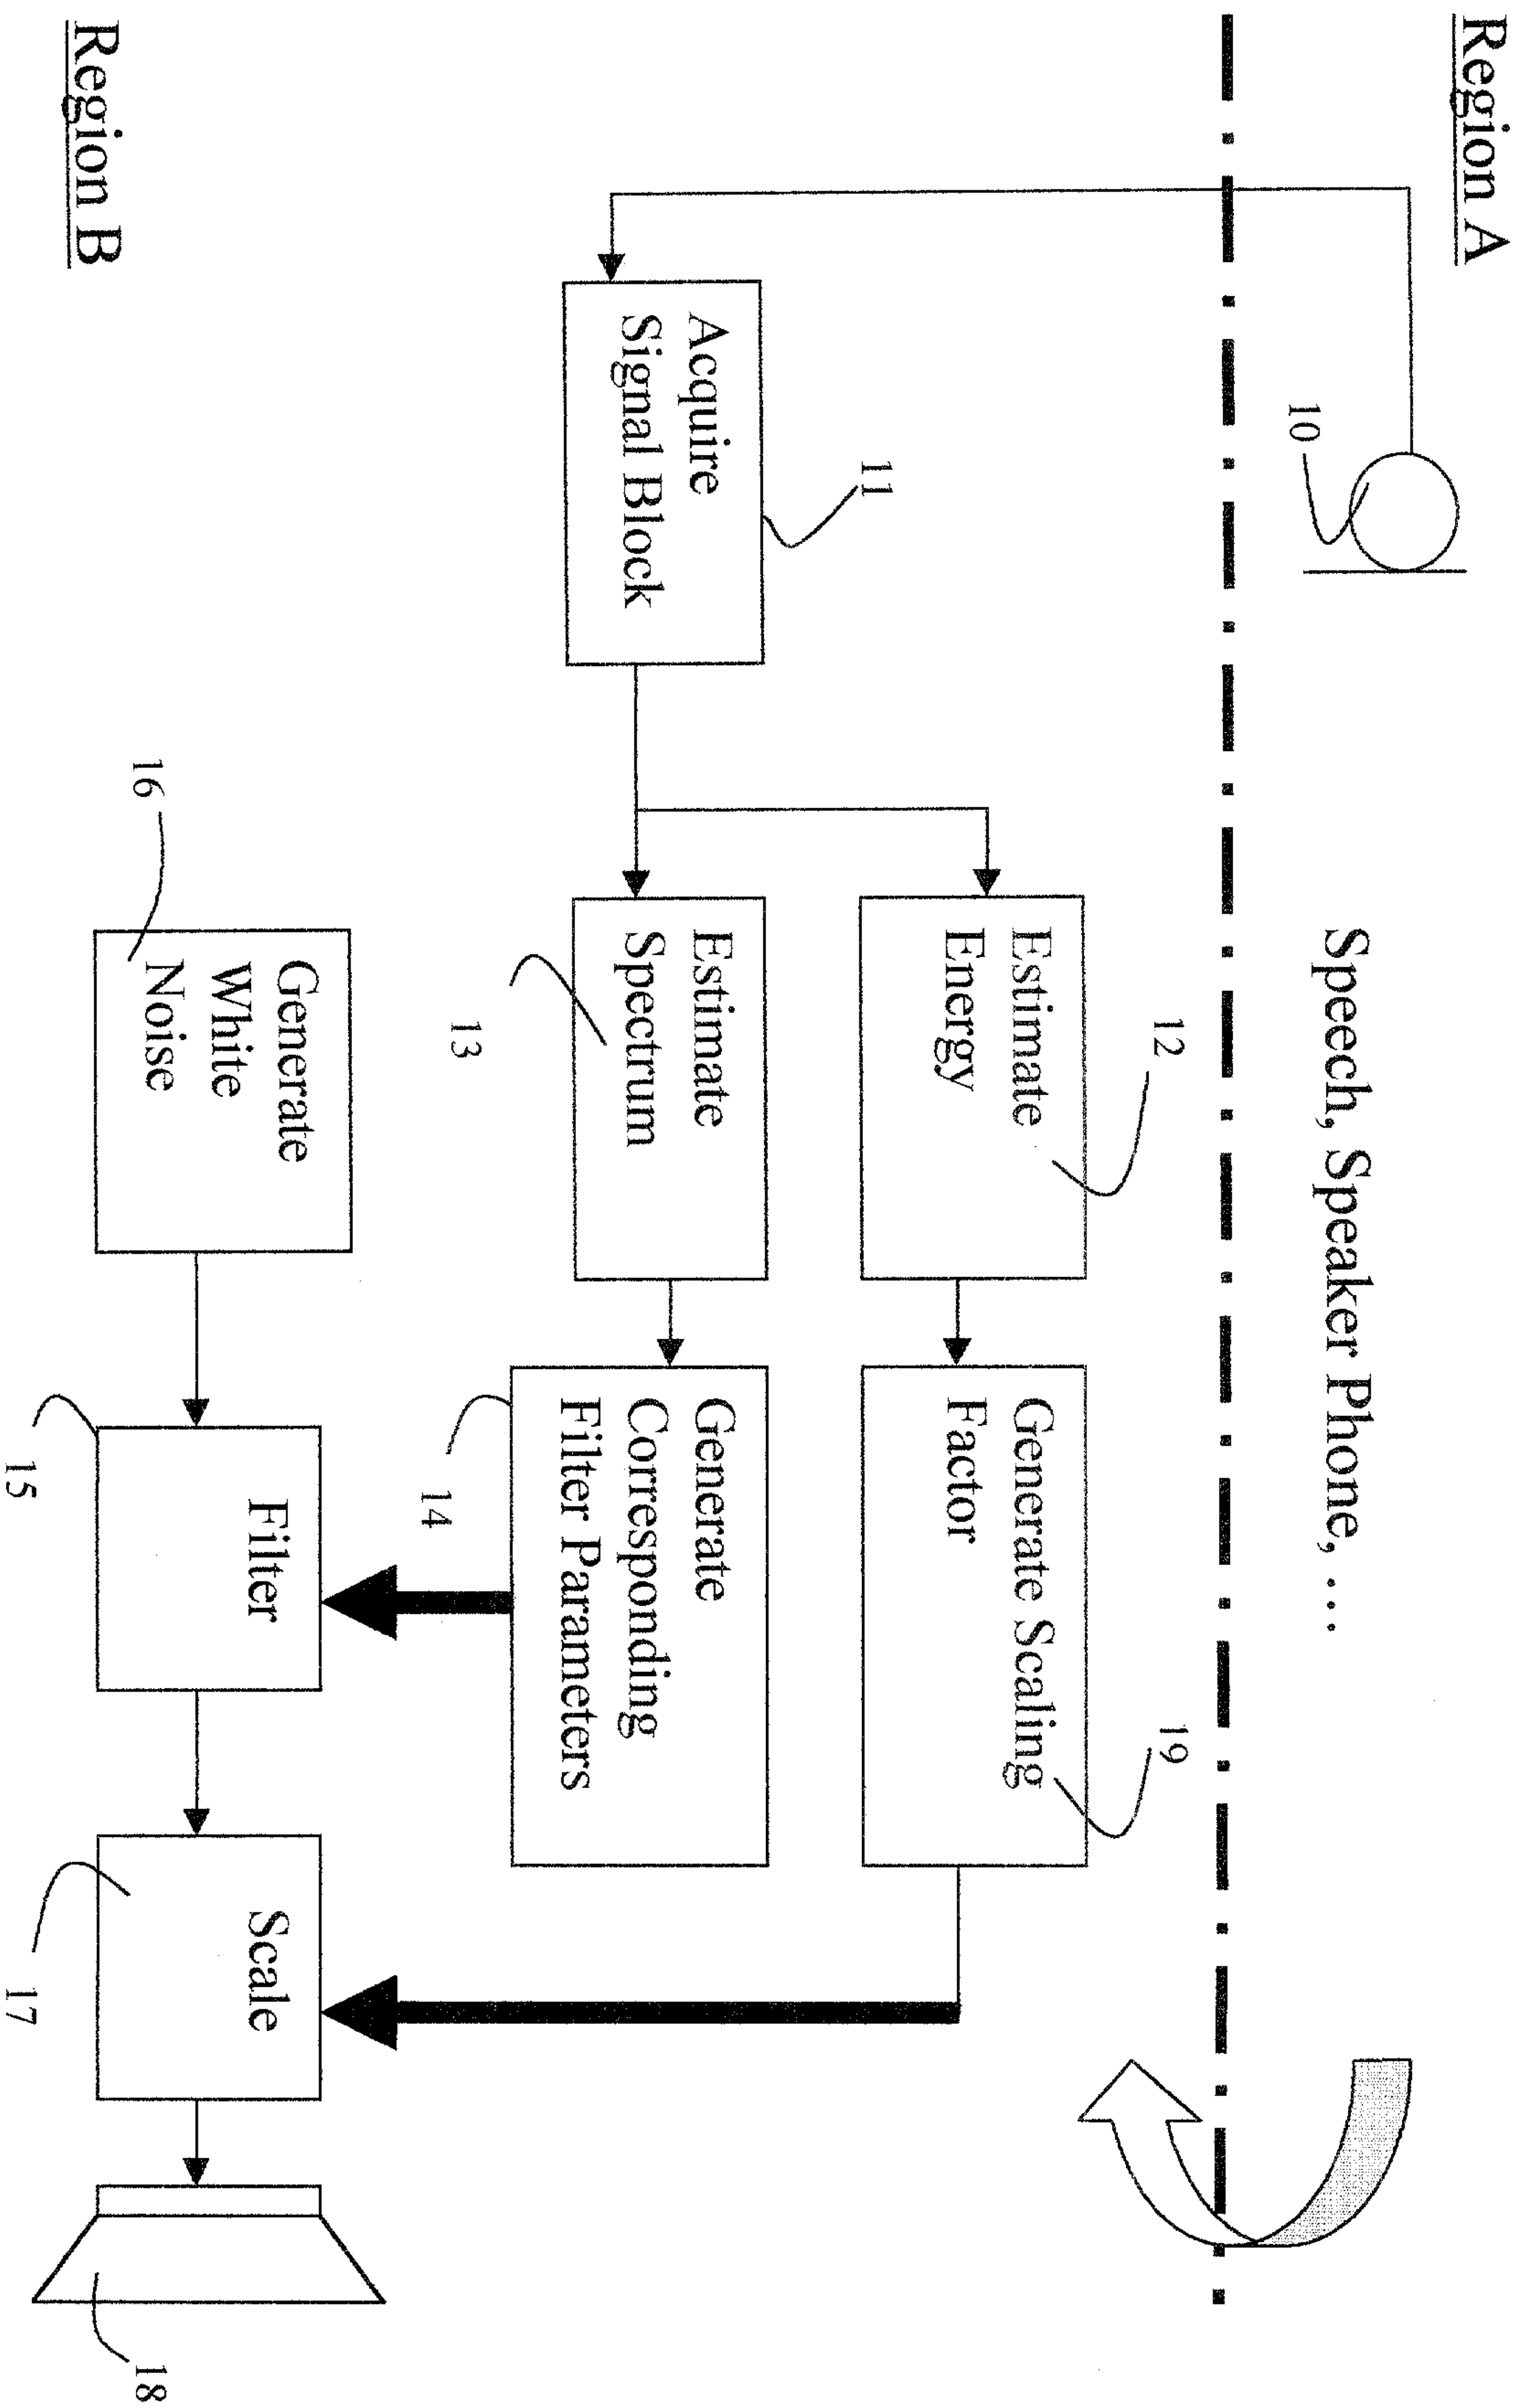 Region A
10
Speech, Speaker Phone, ...
11
Acquire
Signal Block
12
Estimate
Energy
19
Generate Scaling
Factor
Estimate
Spectrum
13
Generate
Corresponding
Filter Parameters
14
16
Generate
White
Noise
Filter
15
Scale
17
18
Region B